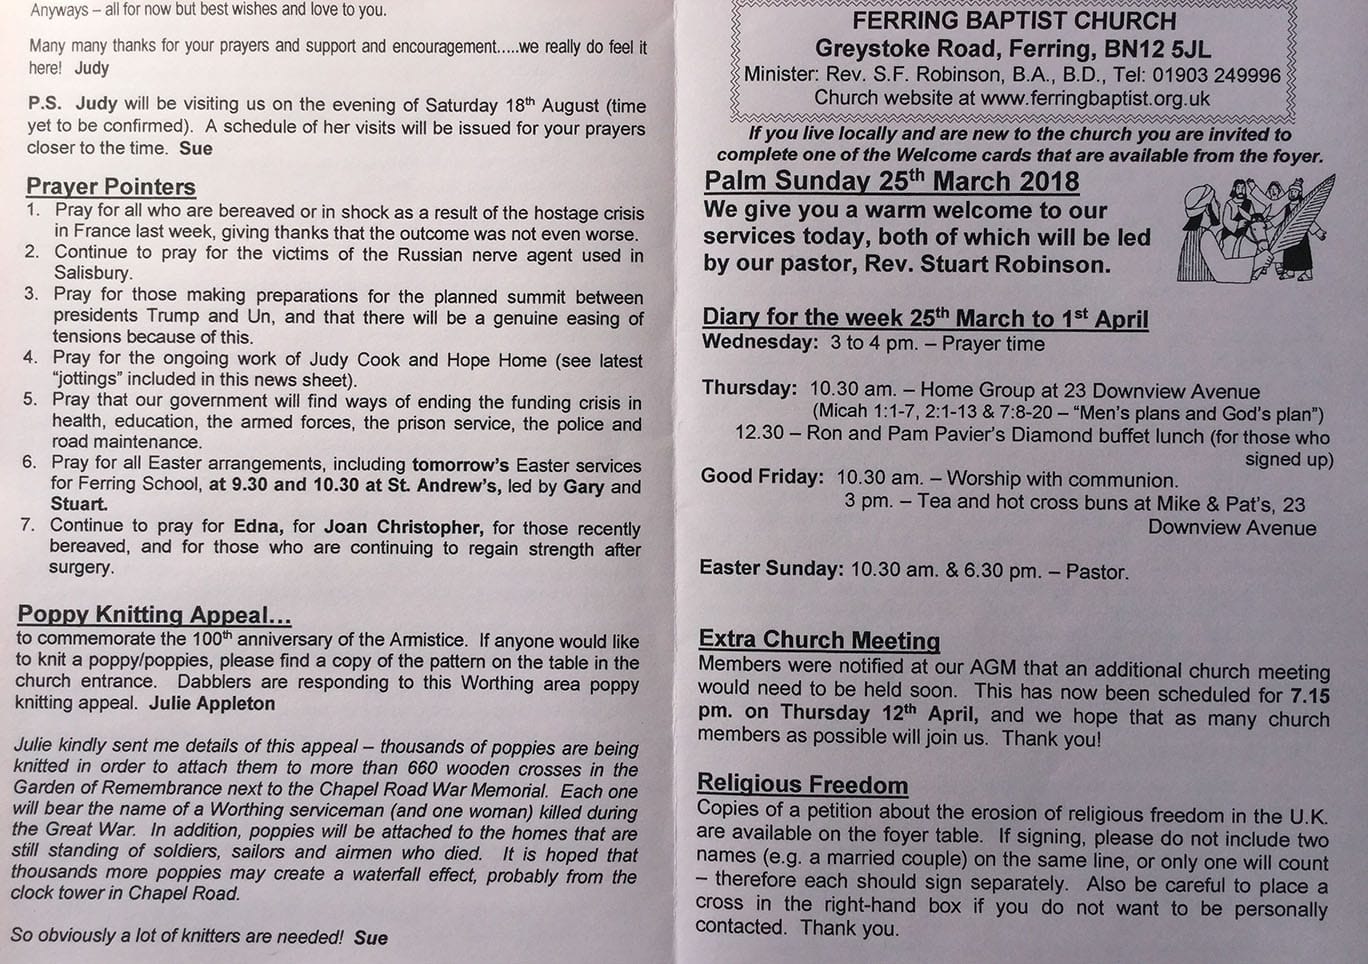 Anyways – all for now but best wishes and love to you.
Many many thanks for your prayers and support and encouragement.....we really do feel it
here! Judy
P.S. Judy will be visiting us on the evening of Saturday 18th August (time
yet to be confirmed). A schedule of her visits will be issued for your prayers
closer to the time. Sue
Prayer Pointers
1. Pray for all who are bereaved or in shock as a result of the hostage crisis
in France last week, giving thanks that the outcome was not even worse.
2. Continue to pray for the victims of the Russian nerve agent used in
Salisbury.
3. Pray for those making preparations for the planned summit between
presidents Trump and Un, and that there will be a genuine easing of
tensions because of this.
4. Pray for the ongoing work of Judy Cook and Hope Home (see latest
“jottings” included in this news sheet).
5. Pray that our government will find ways of ending the funding crisis in
health, education, the armed forces, the prison service, the police and
road maintenance.
6. Pray for all Easter arrangements, including tomorrow's Easter services
for Ferring School, at 9.30 and 10.30 at St. Andrew's, led by Gary and
Stuart.
7. Continue to pray for Edna, for Joan Christopher, for those recently
bereaved, and for those who are continuing to regain strength after
surgery.
Poppy Knitting Appeal...
to commemorate the 100th anniversary of the Armistice. If anyone would like
to knit a poppy/poppies, please find a copy of the pattern on the table in the
church entrance. Dabblers are responding to this Worthing area poppy
knitting appeal. Julie Appleton
Julie kindly sent me details of this appeal – thousands of poppies are being
knitted in order to attach them to more than 660 wooden crosses in the
Garden of Remembrance next to the Chapel Road War Memorial. Each one
will bear the name of a Worthing serviceman (and one woman) killed during
the Great War. In addition, poppies will be attached to the homes that are
still standing of soldiers, sailors and airmen who died. It is hoped that
thousands more poppies may create a waterfall effect, probably from the
clock tower in Chapel Road.
So obviously a lot of knitters are needed! Sue
FERRING BAPTIST CHURCH
Greystoke Road, Ferring, BN12 5JL
Minister: Rev. S.F. Robinson, B.A., B.D., Tel: 01903 249996
Church website at www.ferringbaptist.org.uk
If you live locally and are new to the church you are invited to
complete one of the Welcome cards that are available from the foyer.
Palm Sunday 25th March 2018
We give you a warm welcome to our
services today, both of which will be led
by our pastor, Rev. Stuart Robinson.
Diary for the week 25th March to 1st April
Wednesday: 3 to 4 pm. – Prayer time
Thursday: 10.30 am. – Home Group at 23 Downview Avenue
(Micah 1:1-7, 2:1-13 & 7:8-20 – “Men's plans and God's plan”)
12.30 – Ron and Pam Pavier's Diamond buffet lunch (for those who
signed up)
Good Friday: 10.30 am. – Worship with communion.
3 pm. – Tea and hot cross buns at Mike & Pat's, 23
Downview Avenue
Easter Sunday: 10.30 am. & 6.30 pm. – Pastor.
Extra Church Meeting
Members were notified at our AGM that an additional church meeting
would need to be held soon. This has now been scheduled for 7.15
pm. on Thursday 12th April, and we hope that as many church
members as possible will join us. Thank you!
Religious Freedom
Copies of a petition about the erosion of religious freedom in the U.K.
are available on the foyer table. If signing, please do not include two
names (e.g. a married couple) on the same line, or only one will count
– therefore each should sign separately. Also be careful to place a
cross in the right-hand box if you do not want to be personally
contacted. Thank you.